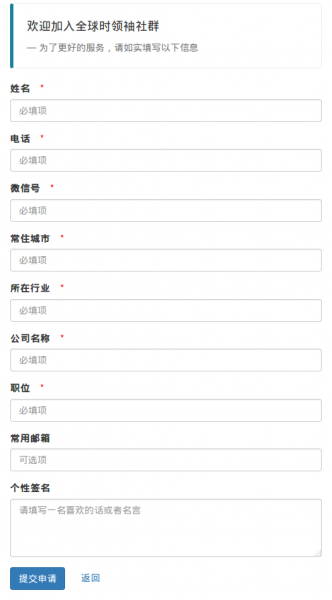 欢迎加入全球时领袖社群
— 为了更好的服务，请如实填写以下信息
姓名 *
必填项
电话 *
必填项
微信号 *
必填项
常住城市 *
必填项
所在行业 *
必填项
公司名称 *
必填项
职位 *
必填项
常用邮箱
可选项
个性签名
请填写一名喜欢的话或者名言
提交申请 返回